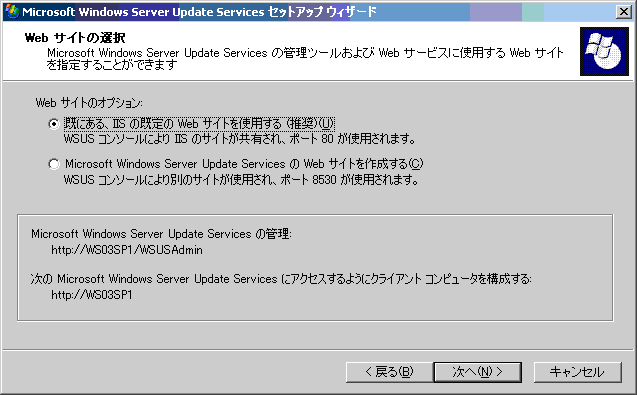 Microsoft Windows Server Update Services セットアップ ウィザード
Web サイトの選択
Microsoft Windows Server Update Services の管理ツールおよび Web サービスに使用する Web サイト
を指定することができます
Web サイトのオプション:
既にある、IIS の既定の Web サイトを使用する (推奨)(U)
WSUS コンソールにより IIS のサイトが共有され、ポート 80 が使用されます。
Microsoft Windows Server Update Services の Web サイトを作成する(C)
WSUS コンソールにより別のサイトが使用され、ポート 8530 が使用されます。
Microsoft Windows Server Update Services の管理:
http://WS03SP1/WSUSAdmin
次の Microsoft Windows Server Update Services にアクセスするようにクライアント コンピュータを構成する:
http://WS03SP1
< 戻る(B)
次へ(N) >
キャンセル